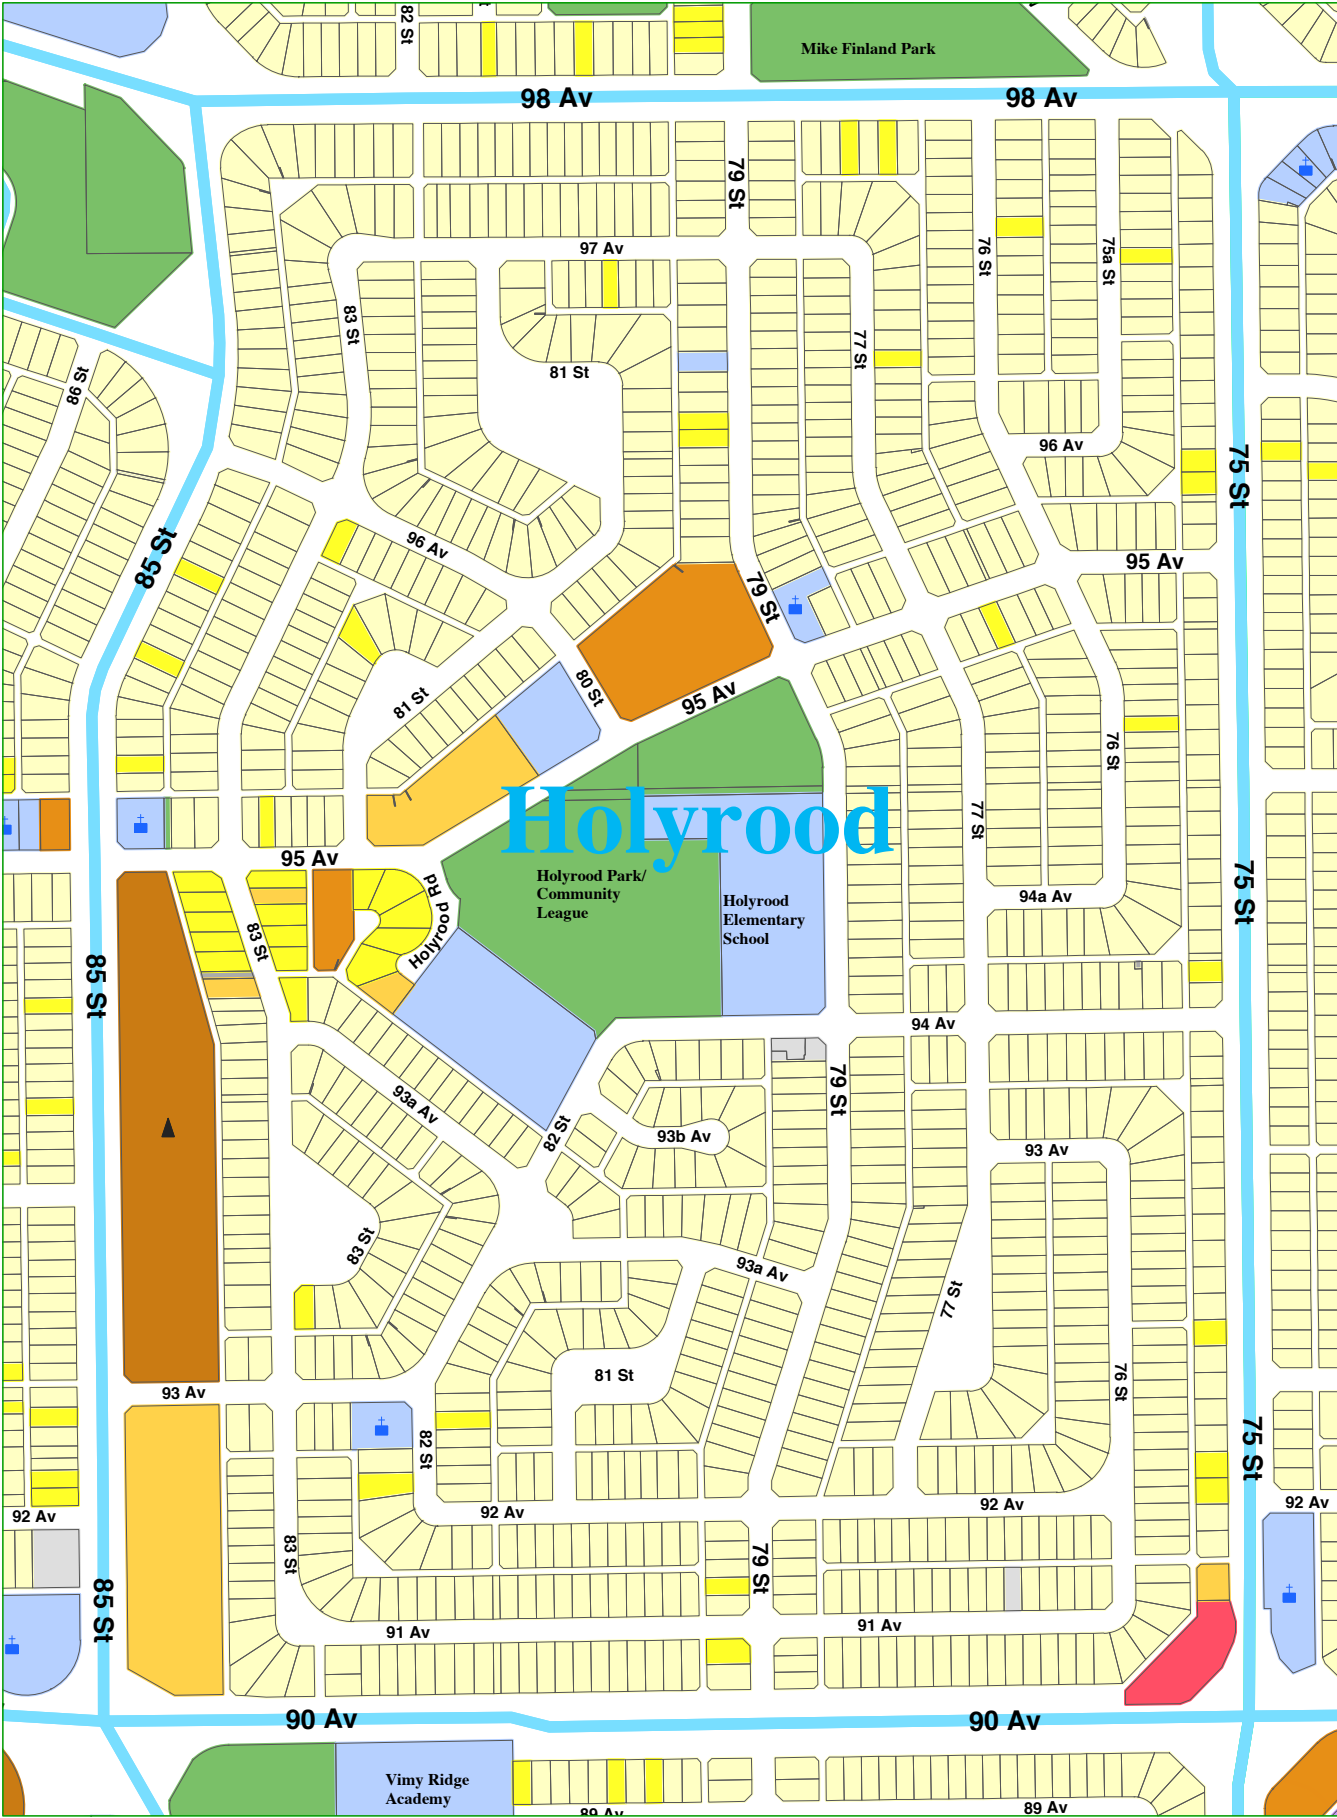 82 St
St
Mike Finland Park
98 Av
98 Av
79 St
97 Av
76 St
75a St
83 St
77 St
81 St
86 St
96 Av
75 St
96 Av
85 St
95 Av
79 St
80 St
81 St
95 Av
76 St
77 St
Holyrood
95 Av
Holyrood Park/
Community
League
Holyrood Rd
Holyrood
Elementary
School
94a Av
75 St
83 St
85 St
94 Av
93a Av
79 St
82 St
93b Av
93 Av
83 St
93a Av
77 St
81 St
76 St
93 Av
82 St
75 St
92 Av
92 Av
92 Av
92 Av
83 St
79 St
85 St
91 Av
91 Av
90 Av
90 Av
Vimy Ridge
Academy
89 Av
89 Av